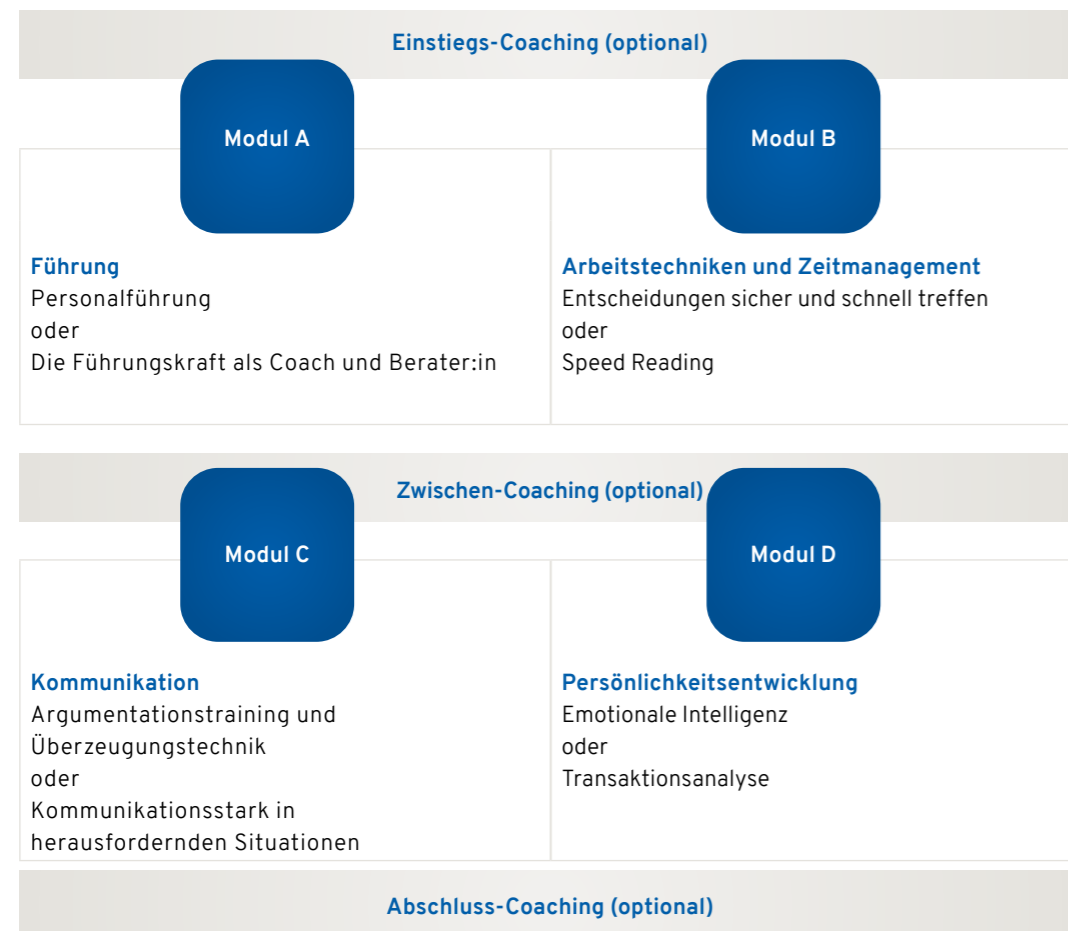 Einstiegs-Coaching (optional)
Modul A
Führung
Personalführung
oder
Die Führungskraft als Coach und Berater:in
Modul B
Arbeitstechniken und Zeitmanagement
Entscheidungen sicher und schnell treffen
oder
Speed Reading
Zwischen-Coaching (optional)
Modul C
Kommunikation
Argumentationstraining und
Überzeugungstechnik
oder
Kommunikationsstark in
herausfordernden Situationen
Modul D
Persönlichkeitsentwicklung
Emotionale Intelligenz
oder
Transaktionsanalyse
Abschluss-Coaching (optional)